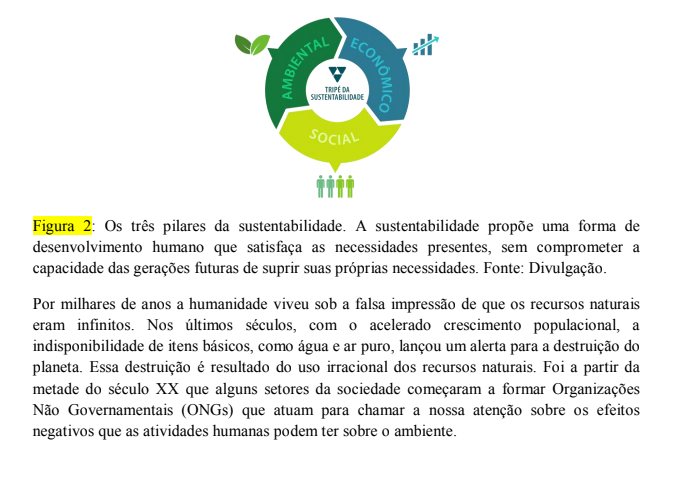 AMBIENTAL
ECONÔMICO
TRIPÉ DA
SUSTENTABILIDADE
SOCIAL
Figura 2: Os três pilares da sustentabilidade. A sustentabilidade propõe uma forma de
desenvolvimento humano que satisfaça as necessidades presentes, sem comprometer a
capacidade das gerações futuras de suprir suas próprias necessidades. Fonte: Divulgação.
Por milhares de anos a humanidade viveu sob a falsa impressão de que os recursos naturais
eram infinitos. Nos últimos séculos, com o acelerado crescimento populacional, a
indisponibilidade de itens básicos, como água e ar puro, lançou um alerta para a destruição do
planeta. Essa destruição é resultado do uso irracional dos recursos naturais. Foi a partir da
metade do século XX que alguns setores da sociedade começaram a formar Organizações
Não Governamentais (ONGs) que atuam para chamar a nossa atenção sobre os efeitos
negativos que as atividades humanas podem ter sobre o ambiente.